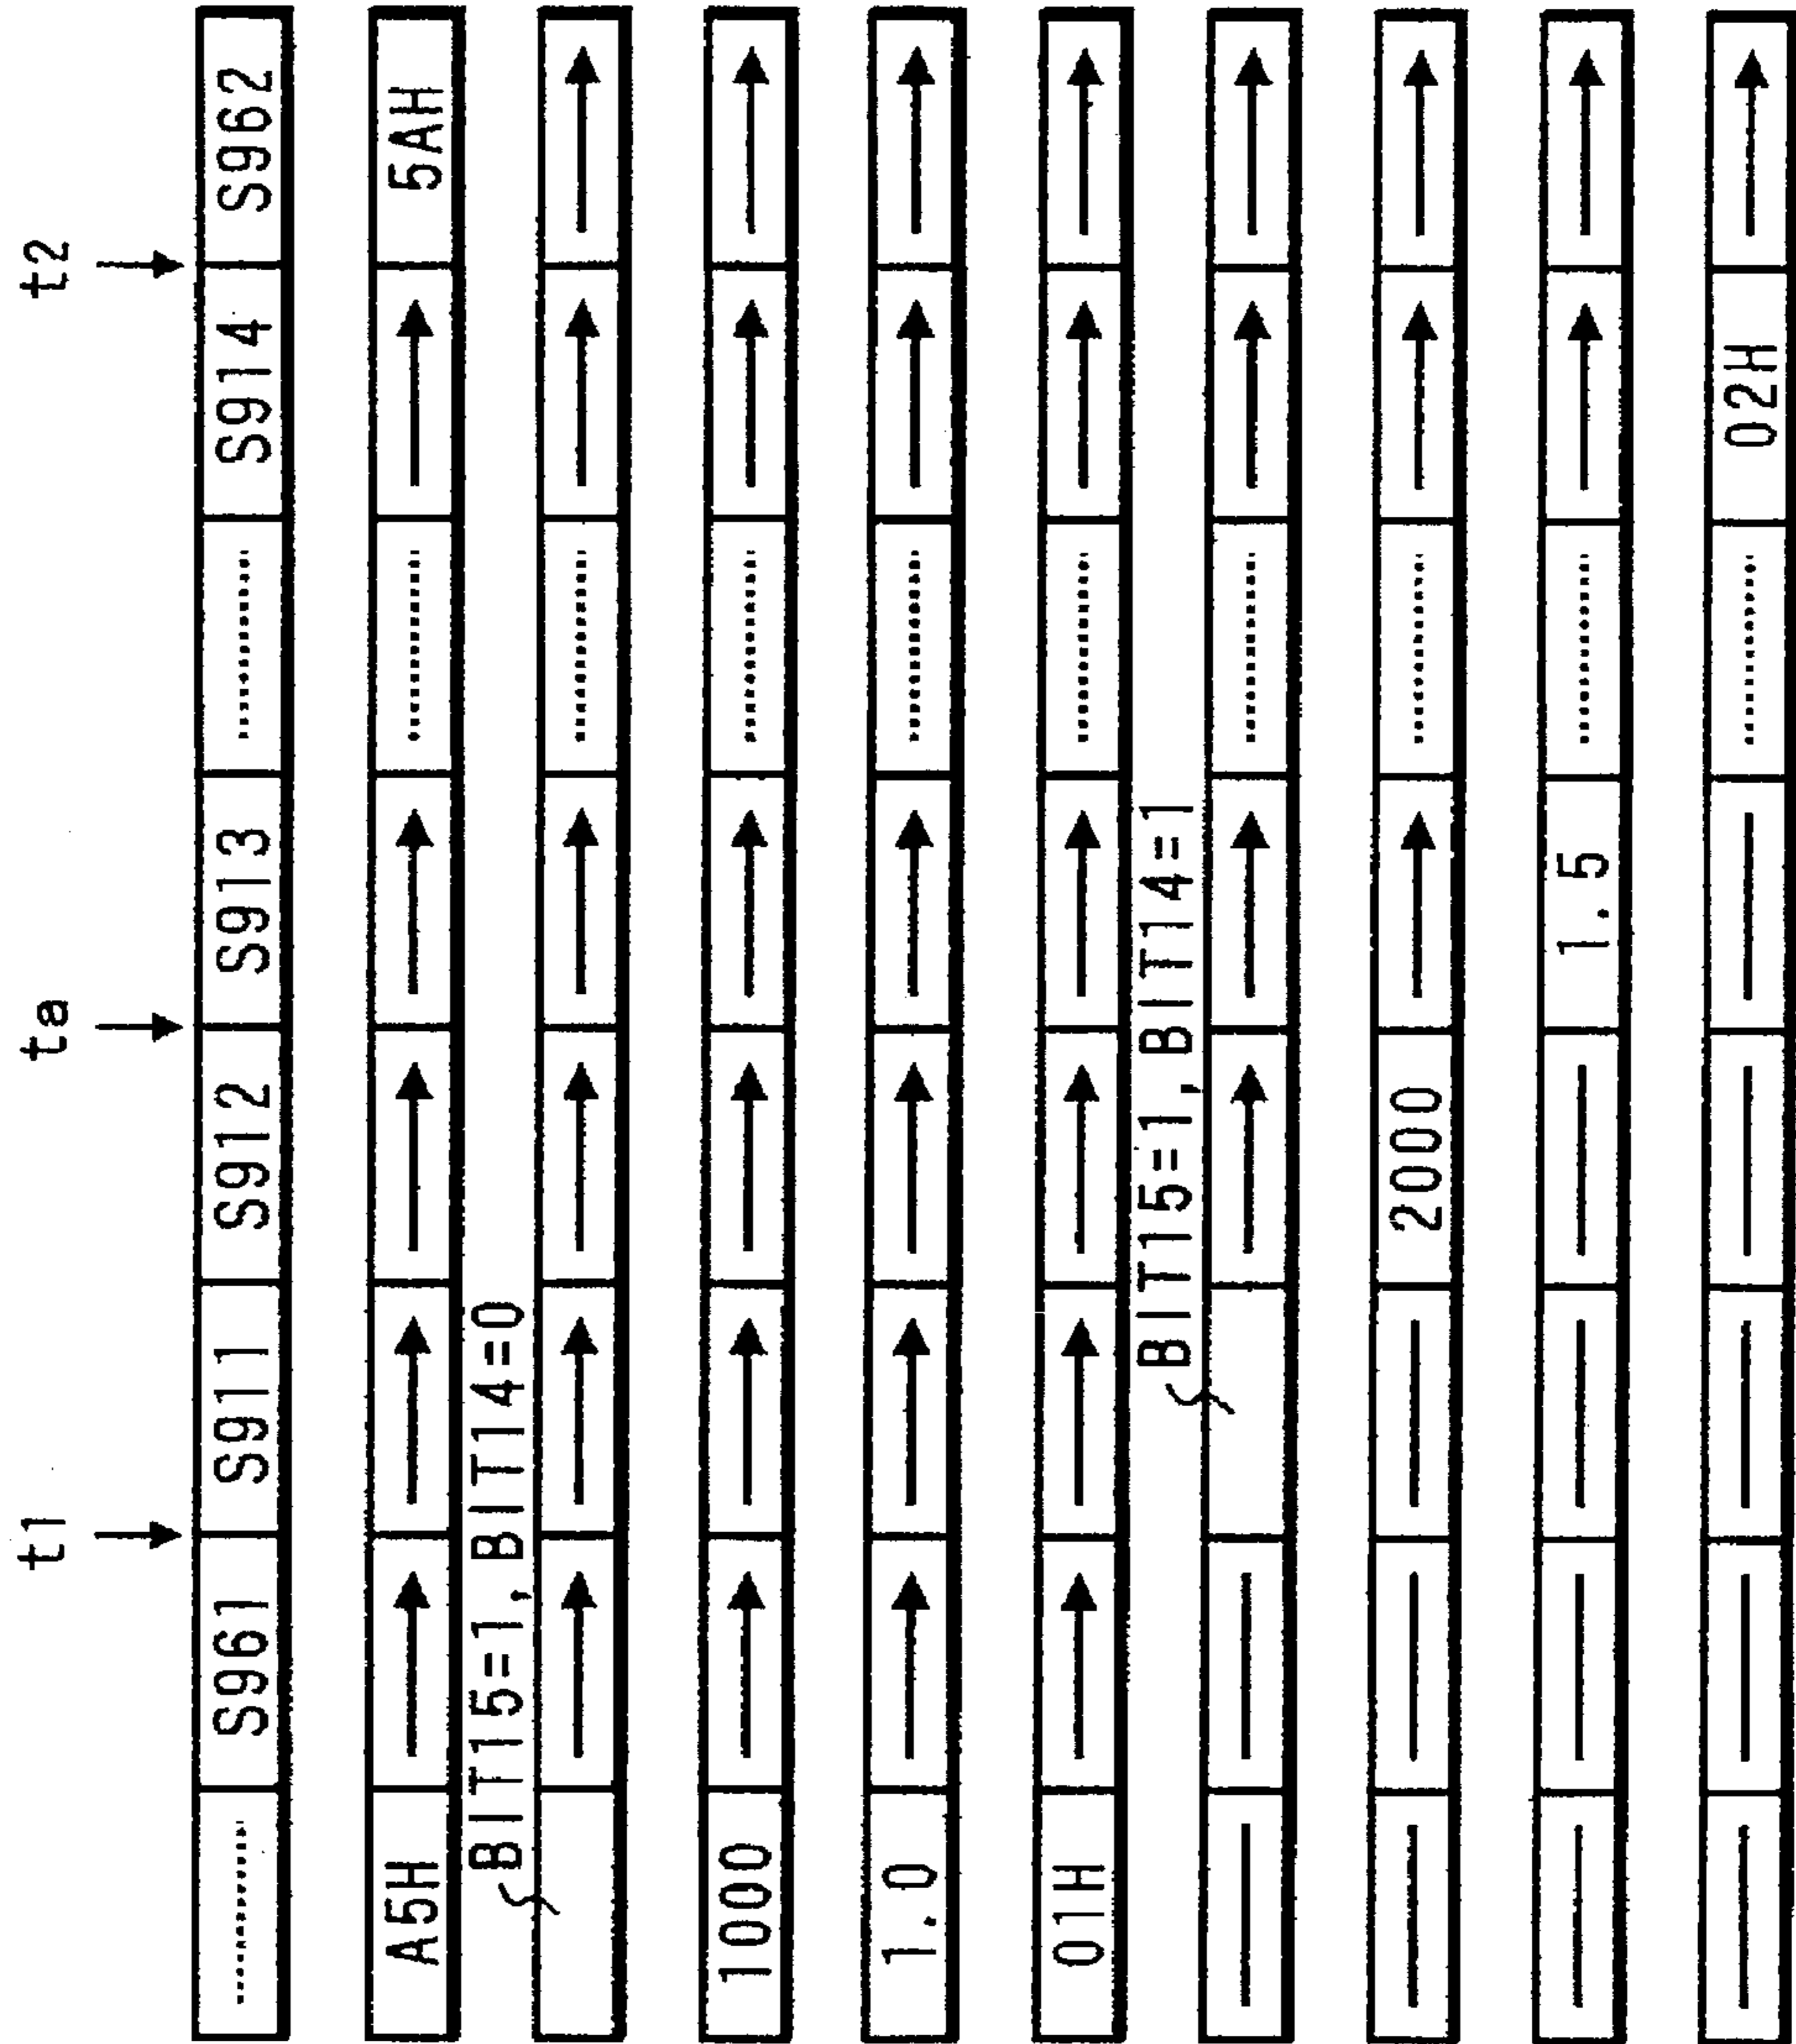 t1 ta t2
S961 S911 S912 S913 S914 S962
A5H 5AH
BIT15=1, BIT14=0
1000
1.0
01H
BIT15=1, BIT14=1
2000
1.5
02H